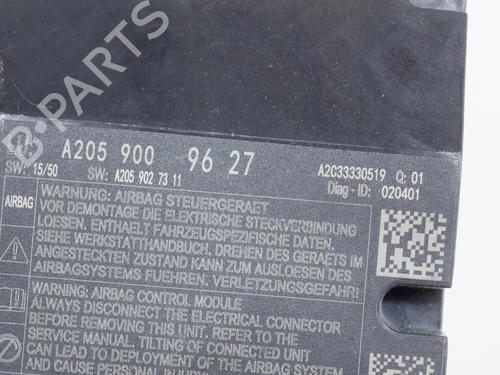 B-PARTS
A205 900 96 27
A2C33330519 Q: 01
SW: 15/50 SW: A205 902 73 11
Diag-ID: 020401
AIRBAG
WARNUNG: AIRBAG STEUERGERAET
VOR DEMONTAGE DIE ELEKTRISCHE STECKVERBINDUNG
LOESEN. ENTHAELT FAHRZEUGSPEZIFISCHE DATEN.
SIEHE WERKSTATTHANDBUCH. DREHEN DES GERAETS IM
ANGESTECKTEN ZUSTAND KANN ZUM AUSLOESEN DES
AIRBAGSYSTEMS FUEHREN. VERLETZUNGSGEFAHR!
WARNING: AIRBAG CONTROL MODULE
ALWAYS DISCONNECT THE ELECTRICAL CONNECTOR
BEFORE REMOVING THIS UNIT. REFER TO THE
SERVICE MANUAL. TILTING OF CONNECTED UNIT
CAN LEAD TO DEPLOYMENT OF THE AIRBAG SYSTEM